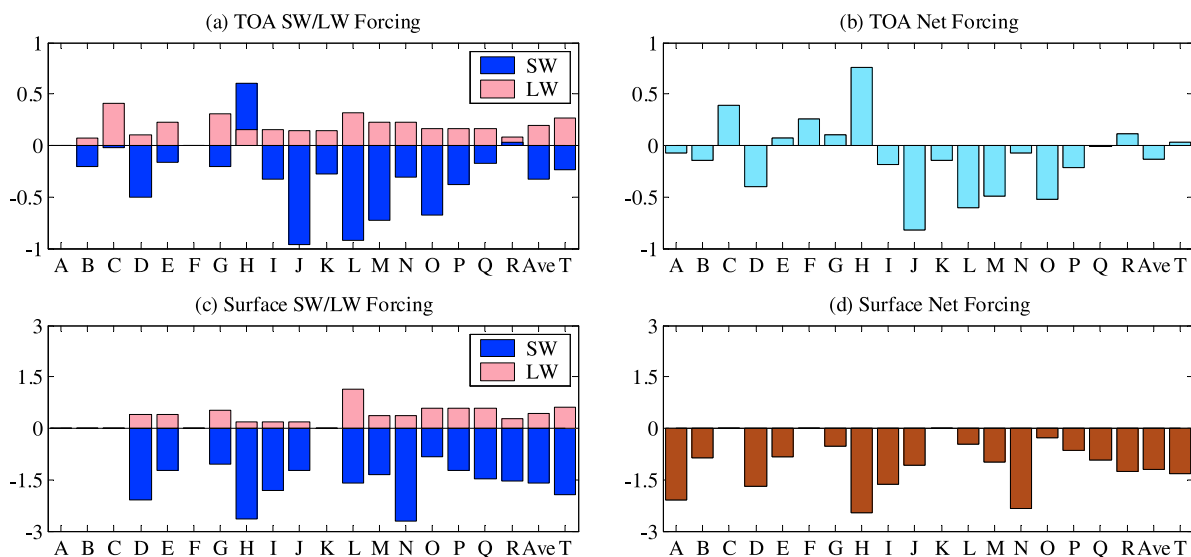 (a) TOA SW/LW Forcing
1
0.5
0
-0.5
-1
SW
LW
A B C D E F G H I J K L M N O P Q R Ave T
(b) TOA Net Forcing
1
0.5
0
-0.5
-1
A B C D E F G H I J K L M N O P Q R Ave T
(c) Surface SW/LW Forcing
3
1.5
0
-1.5
-3
SW
LW
A B C D E F G H I J K L M N O P Q R Ave T
(d) Surface Net Forcing
3
1.5
0
-1.5
-3
A B C D E F G H I J K L M N O P Q R Ave T